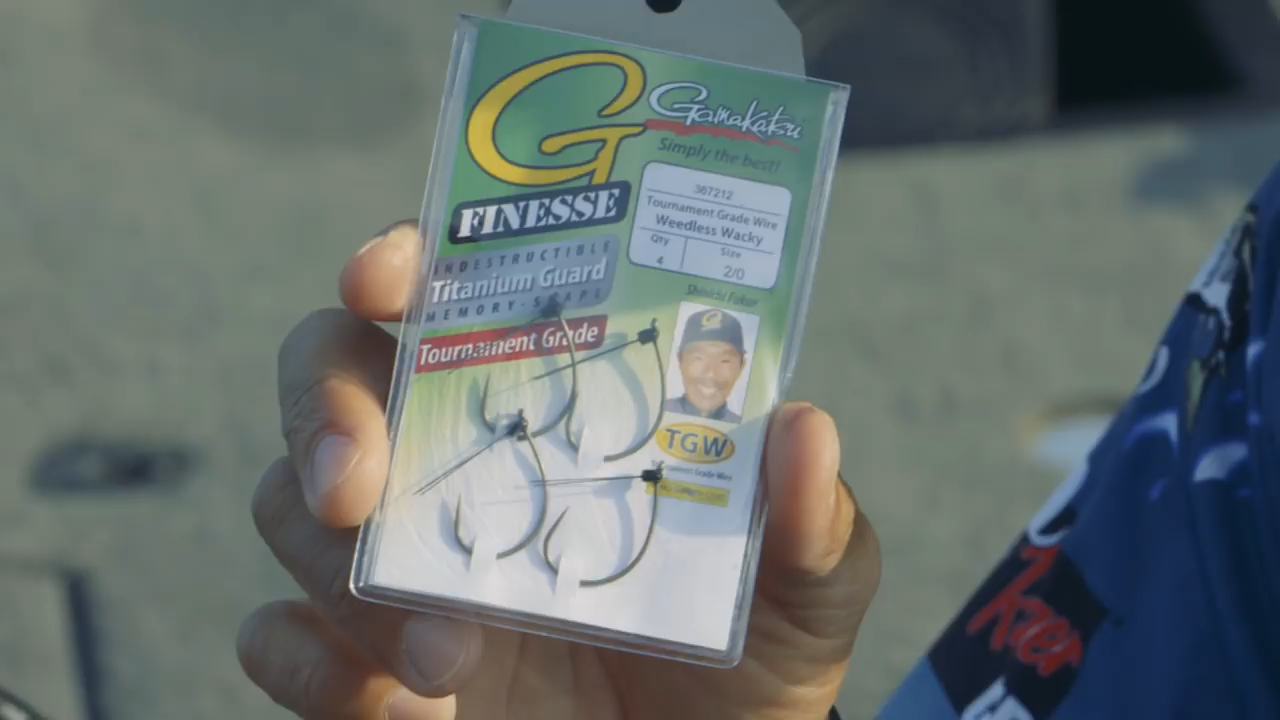 G
Gamakatsu
Simply the best!
FINESSE
367212
Tournament Grade Wire
Weedless Wacky
Qty
4
Size
2/0
INDESTRUCTIBLE
Titanium Guard
MEMORY-SHAPE
Tournament Grade
Shinichi Fukae
G
TGW
Tournament Grade Wire